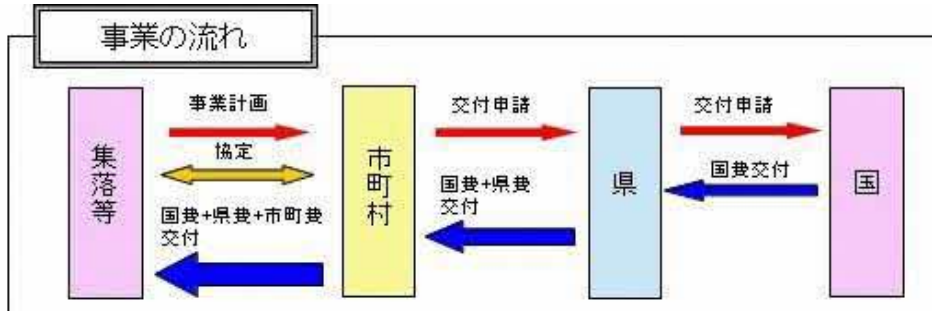 事業の流れ
集落等
事業計画
協定
国費+県費+市町費
交付
市町村
交付申請
国費+県費
交付
県
交付申請
国費交付
国